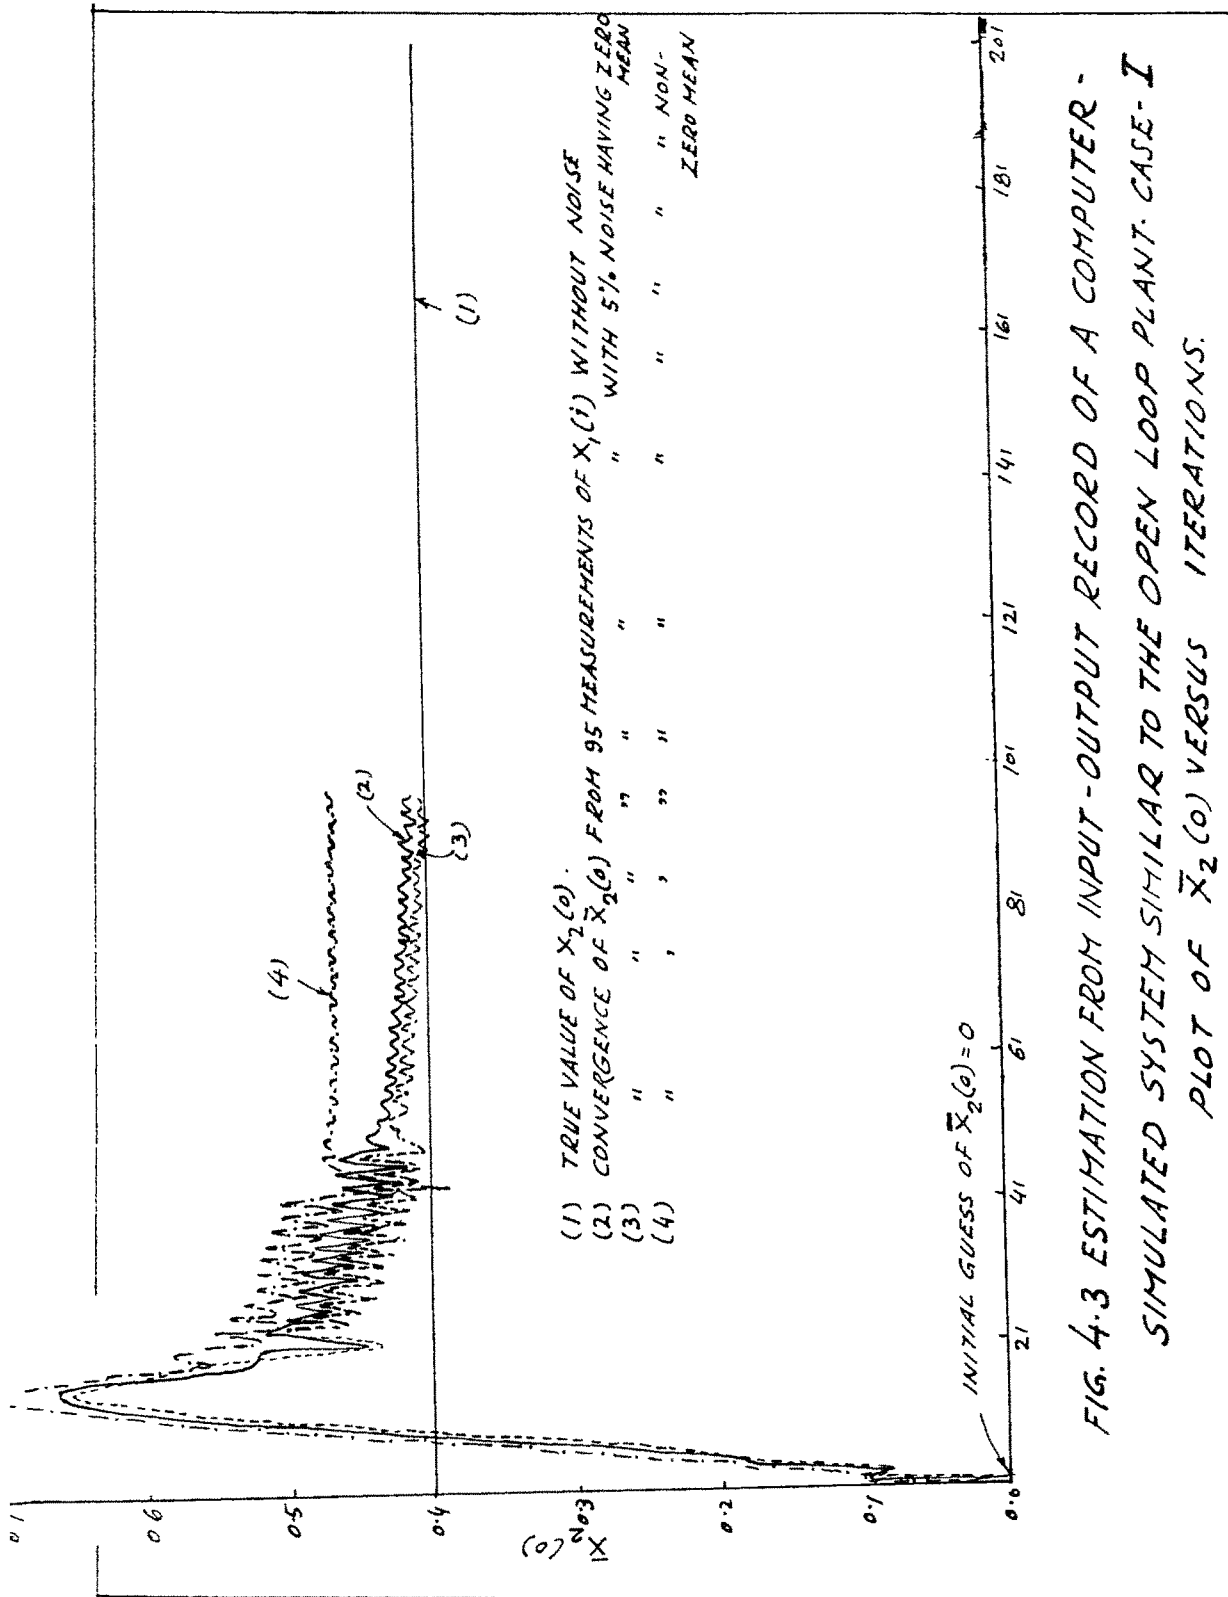 0.6
0.5
0.4
0.3
0.2
0.1
0.0
X̄2(0)
(4)
(2)
(3)
(1)
(1) TRUE VALUE OF X2(0).
(2) CONVERGENCE OF X̄2(0) FROM 95 MEASUREMENTS OF X1(i) WITHOUT NOISE
(3) " " " " " " " WITH 5% NOISE HAVING ZERO MEAN
(4) " , , " " " " " " " " NON-ZERO MEAN
INITIAL GUESS OF X̄2(0)=0
21 41 61 81 101 121 141 161 181 201
FIG. 4.3 ESTIMATION FROM INPUT-OUTPUT RECORD OF A COMPUTER-
SIMULATED SYSTEM SIMILAR TO THE OPEN LOOP PLANT. CASE-I
PLOT OF X̄2(0) VERSUS ITERATIONS.